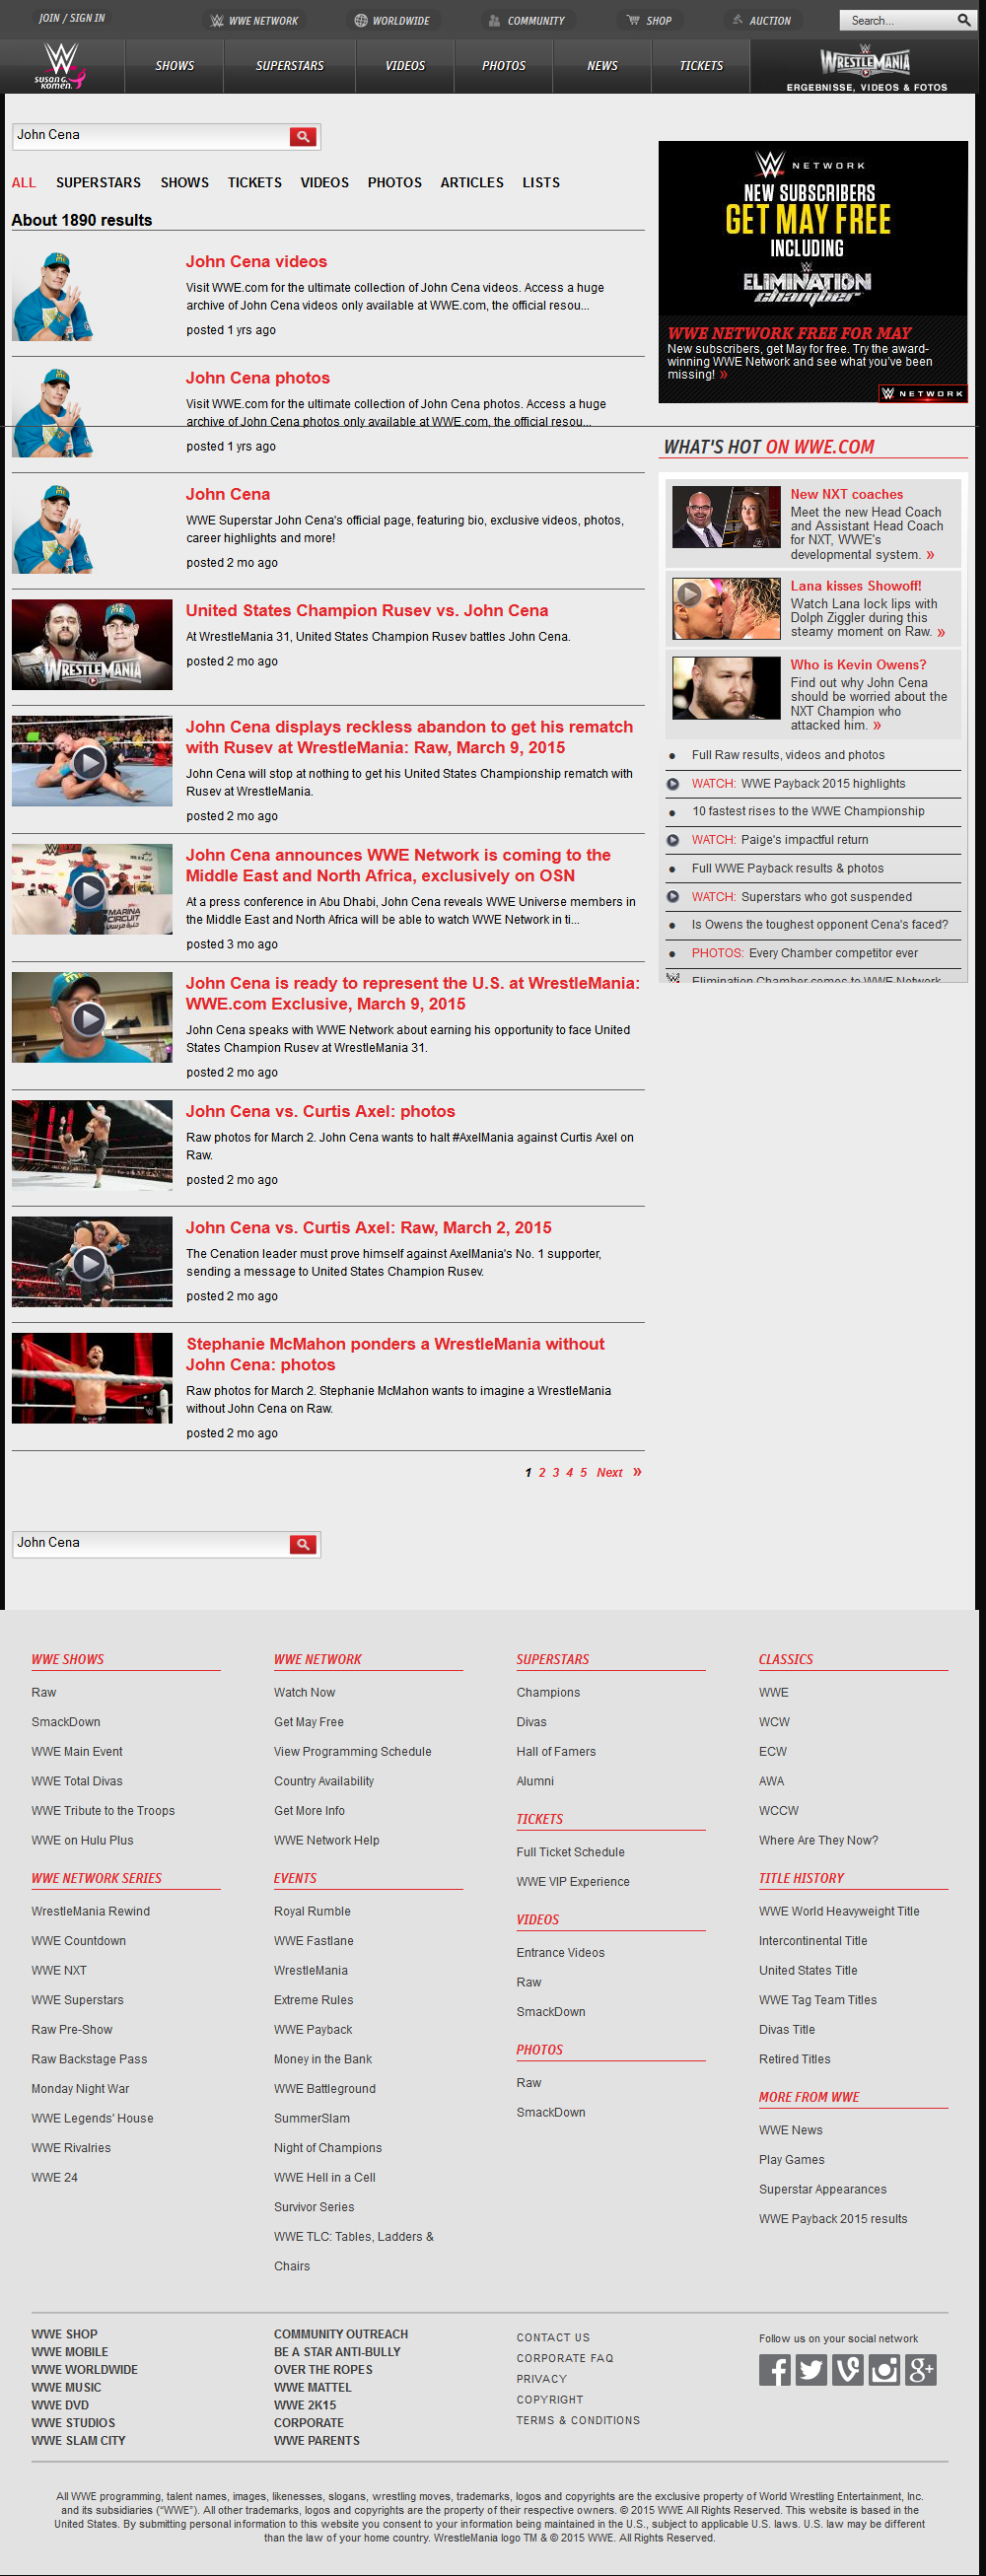 JOIN / SIGN IN
WWE NETWORK
WORLDWIDE
COMMUNITY
SHOP
AUCTION
Search...
SUSAN G.
Komen.
SHOWS
SUPERSTARS
VIDEOS
PHOTOS
NEWS
TICKETS
WRESTLEMANIA
ERGEBNISSE, VIDEOS & FOTOS
John Cena
ALL SUPERSTARS SHOWS TICKETS VIDEOS PHOTOS ARTICLES LISTS
About 1890 results
John Cena videos
Visit WWE.com for the ultimate collection of John Cena videos. Access a huge
archive of John Cena videos only available at WWE.com, the official resou...
posted 1 yrs ago
John Cena photos
Visit WWE.com for the ultimate collection of John Cena photos. Access a huge
archive of John Cena photos only available at WWE.com, the official resou...
posted 1 yrs ago
John Cena
WWE Superstar John Cena's official page, featuring bio, exclusive videos, photos,
career highlights and more!
posted 2 mo ago
WRESTLEMANIA
United States Champion Rusev vs. John Cena
At WrestleMania 31, United States Champion Rusev battles John Cena.
posted 2 mo ago
John Cena displays reckless abandon to get his rematch
with Rusev at WrestleMania: Raw, March 9, 2015
John Cena will stop at nothing to get his United States Championship rematch with
Rusev at WrestleMania.
posted 2 mo ago
MARINA
CIRCUIT
John Cena announces WWE Network is coming to the
Middle East and North Africa, exclusively on OSN
At a press conference in Abu Dhabi, John Cena reveals WWE Universe members in
the Middle East and North Africa will be able to watch WWE Network in ti...
posted 3 mo ago
John Cena is ready to represent the U.S. at WrestleMania:
WWE.com Exclusive, March 9, 2015
John Cena speaks with WWE Network about earning his opportunity to face United
States Champion Rusev at WrestleMania 31.
posted 2 mo ago
John Cena vs. Curtis Axel: photos
Raw photos for March 2. John Cena wants to halt #AxelMania against Curtis Axel on
Raw.
posted 2 mo ago
John Cena vs. Curtis Axel: Raw, March 2, 2015
The Cenation leader must prove himself against AxelMania's No. 1 supporter,
sending a message to United States Champion Rusev.
posted 2 mo ago
Stephanie McMahon ponders a WrestleMania without
John Cena: photos
Raw photos for March 2. Stephanie McMahon wants to imagine a WrestleMania
without John Cena on Raw.
posted 2 mo ago
1 2 3 4 5 Next »
John Cena
NETWORK
NEW SUBSCRIBERS
GET MAY FREE
INCLUDING
ELIMINATION
CHAMBER
WWE NETWORK FREE FOR MAY
New subscribers, get May for free. Try the award-
winning WWE Network and see what you've been
missing! »
NETWORK
WHAT'S HOT ON WWE.COM
New NXT coaches
Meet the new Head Coach
and Assistant Head Coach
for NXT, WWE's
developmental system. »
Lana kisses Showoff!
Watch Lana lock lips with
Dolph Ziggler during this
steamy moment on Raw. »
Who is Kevin Owens?
Find out why John Cena
should be worried about the
NXT Champion who
attacked him. »
Full Raw results, videos and photos
WATCH: WWE Payback 2015 highlights
10 fastest rises to the WWE Championship
WATCH: Paige's impactful return
Full WWE Payback results & photos
WATCH: Superstars who got suspended
Is Owens the toughest opponent Cena's faced?
PHOTOS: Every Chamber competitor ever
Elimination Chamber comes to WWE Network
WWE SHOWS
Raw
SmackDown
WWE Main Event
WWE Total Divas
WWE Tribute to the Troops
WWE on Hulu Plus
WWE NETWORK SERIES
WrestleMania Rewind
WWE Countdown
WWE NXT
WWE Superstars
Raw Pre-Show
Raw Backstage Pass
Monday Night War
WWE Legends' House
WWE Rivalries
WWE 24
WWE NETWORK
Watch Now
Get May Free
View Programming Schedule
Country Availability
Get More Info
WWE Network Help
EVENTS
Royal Rumble
WWE Fastlane
WrestleMania
Extreme Rules
WWE Payback
Money in the Bank
WWE Battleground
SummerSlam
Night of Champions
WWE Hell in a Cell
Survivor Series
WWE TLC: Tables, Ladders &
Chairs
SUPERSTARS
Champions
Divas
Hall of Famers
Alumni
TICKETS
Full Ticket Schedule
WWE VIP Experience
VIDEOS
Entrance Videos
Raw
SmackDown
PHOTOS
Raw
SmackDown
CLASSICS
WWE
WCW
ECW
AWA
WCCW
Where Are They Now?
TITLE HISTORY
WWE World Heavyweight Title
Intercontinental Title
United States Title
WWE Tag Team Titles
Divas Title
Retired Titles
MORE FROM WWE
WWE News
Play Games
Superstar Appearances
WWE Payback 2015 results
WWE SHOP
WWE MOBILE
WWE WORLDWIDE
WWE MUSIC
WWE DVD
WWE STUDIOS
WWE SLAM CITY
COMMUNITY OUTREACH
BE A STAR ANTI-BULLY
OVER THE ROPES
WWE MATTEL
WWE 2K15
CORPORATE
WWE PARENTS
CONTACT US
CORPORATE FAQ
PRIVACY
COPYRIGHT
TERMS & CONDITIONS
Follow us on your social network
All WWE programming, talent names, images, likenesses, slogans, wrestling moves, trademarks, logos and copyrights are the exclusive property of World Wrestling Entertainment, Inc.
and its subsidiaries (“WWE”). All other trademarks, logos and copyrights are the property of their respective owners. © 2015 WWE All Rights Reserved. This website is based in the
United States. By submitting personal information to this website you consent to your information being maintained in the U.S., subject to applicable U.S. laws. U.S. law may be different
than the law of your home country. WrestleMania logo TM & © 2015 WWE. All Rights Reserved.